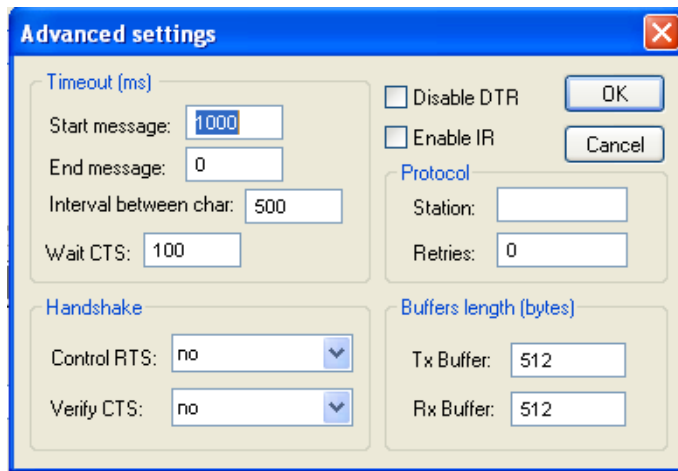 Advanced settings
Timeout (ms)
Start message: 1000
End message: 0
Interval between char: 500
Wait CTS: 100
Disable DTR
Enable IR
OK
Cancel
Protocol
Station:
Retries: 0
Handshake
Control RTS: no
Verify CTS: no
Buffers length (bytes)
Tx Buffer: 512
Rx Buffer: 512